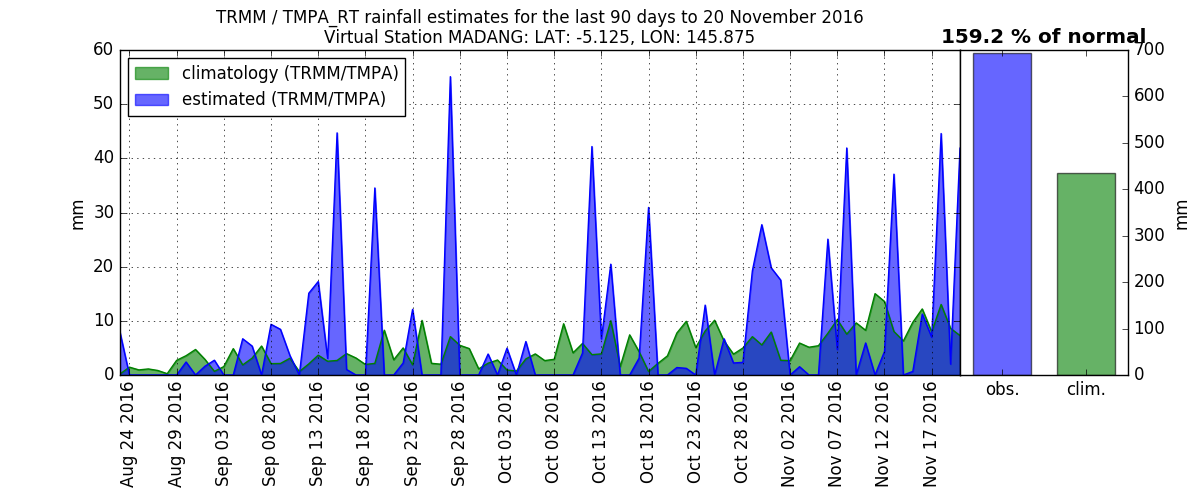 TRMM / TMPA_RT rainfall estimates for the last 90 days to 20 November 2016
Virtual Station MADANG: LAT: -5.125, LON: 145.875
159.2 % of normal
climatology (TRMM/TMPA)
estimated (TRMM/TMPA)
60
50
40
30
20
10
0
mm
700
600
500
400
300
200
100
0
mm
obs.
clim.
Aug 24 2016
Aug 29 2016
Sep 03 2016
Sep 08 2016
Sep 13 2016
Sep 18 2016
Sep 23 2016
Sep 28 2016
Oct 03 2016
Oct 08 2016
Oct 13 2016
Oct 18 2016
Oct 23 2016
Oct 28 2016
Nov 02 2016
Nov 07 2016
Nov 12 2016
Nov 17 2016